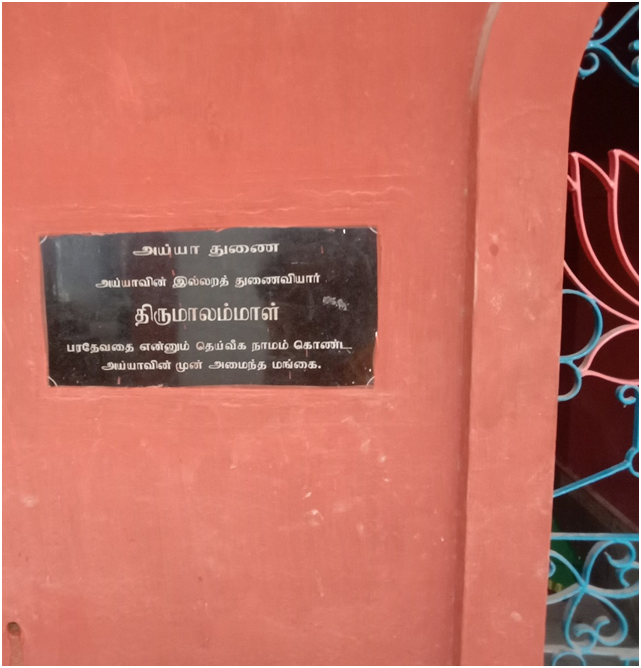 அய்யா துணை
அய்யாவின் இல்லறத் துணைவியார்
திருமாலம்மாள்
பரதேவதை என்னும் தெய்வீக நாமம் கொண்ட
அய்யாவின் முன் அமைந்த மங்கை.